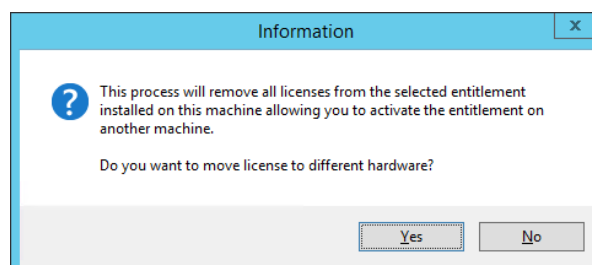 Information
x
This process will remove all licenses from the selected entitlement
installed on this machine allowing you to activate the entitlement on
another machine.
Do you want to move license to different hardware?
Yes
No